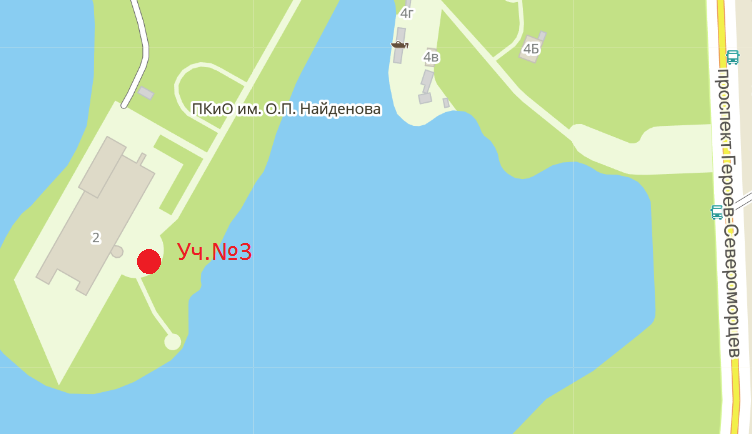 4г
4в
4Б
ПКиО им. О.П. Найденова
проспект Героев-Североморцев
2
Уч.№3